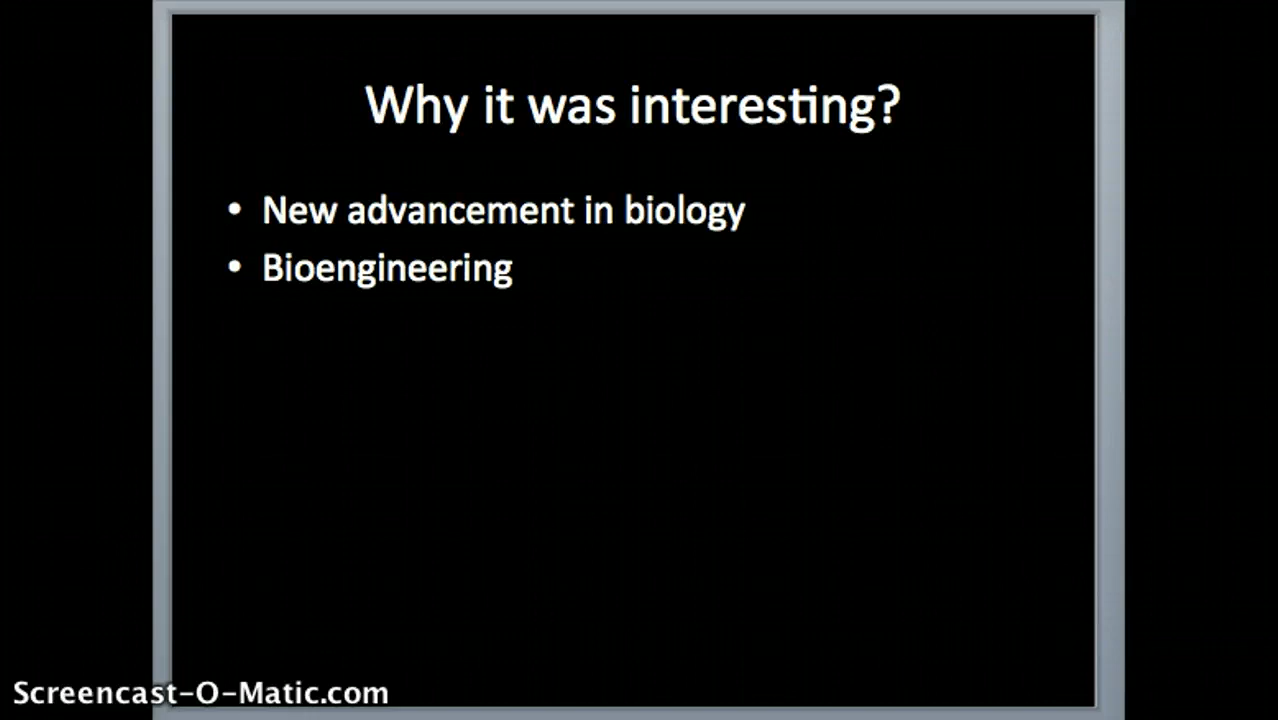 Why it was interesting?
• New advancement in biology
• Bioengineering
Screencast-O-Matic.com